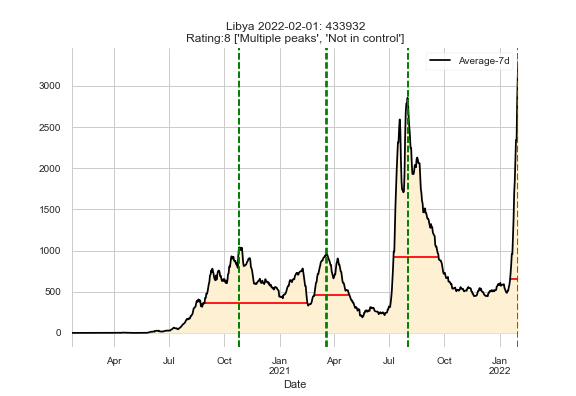 Libya 2022-02-01: 433932
Rating:8 ['Multiple peaks', 'Not in control']
Average-7d
3000
2500
2000
1500
1000
500
0
Apr Jul Oct Jan Apr Jul Oct Jan
2021 2022
Date